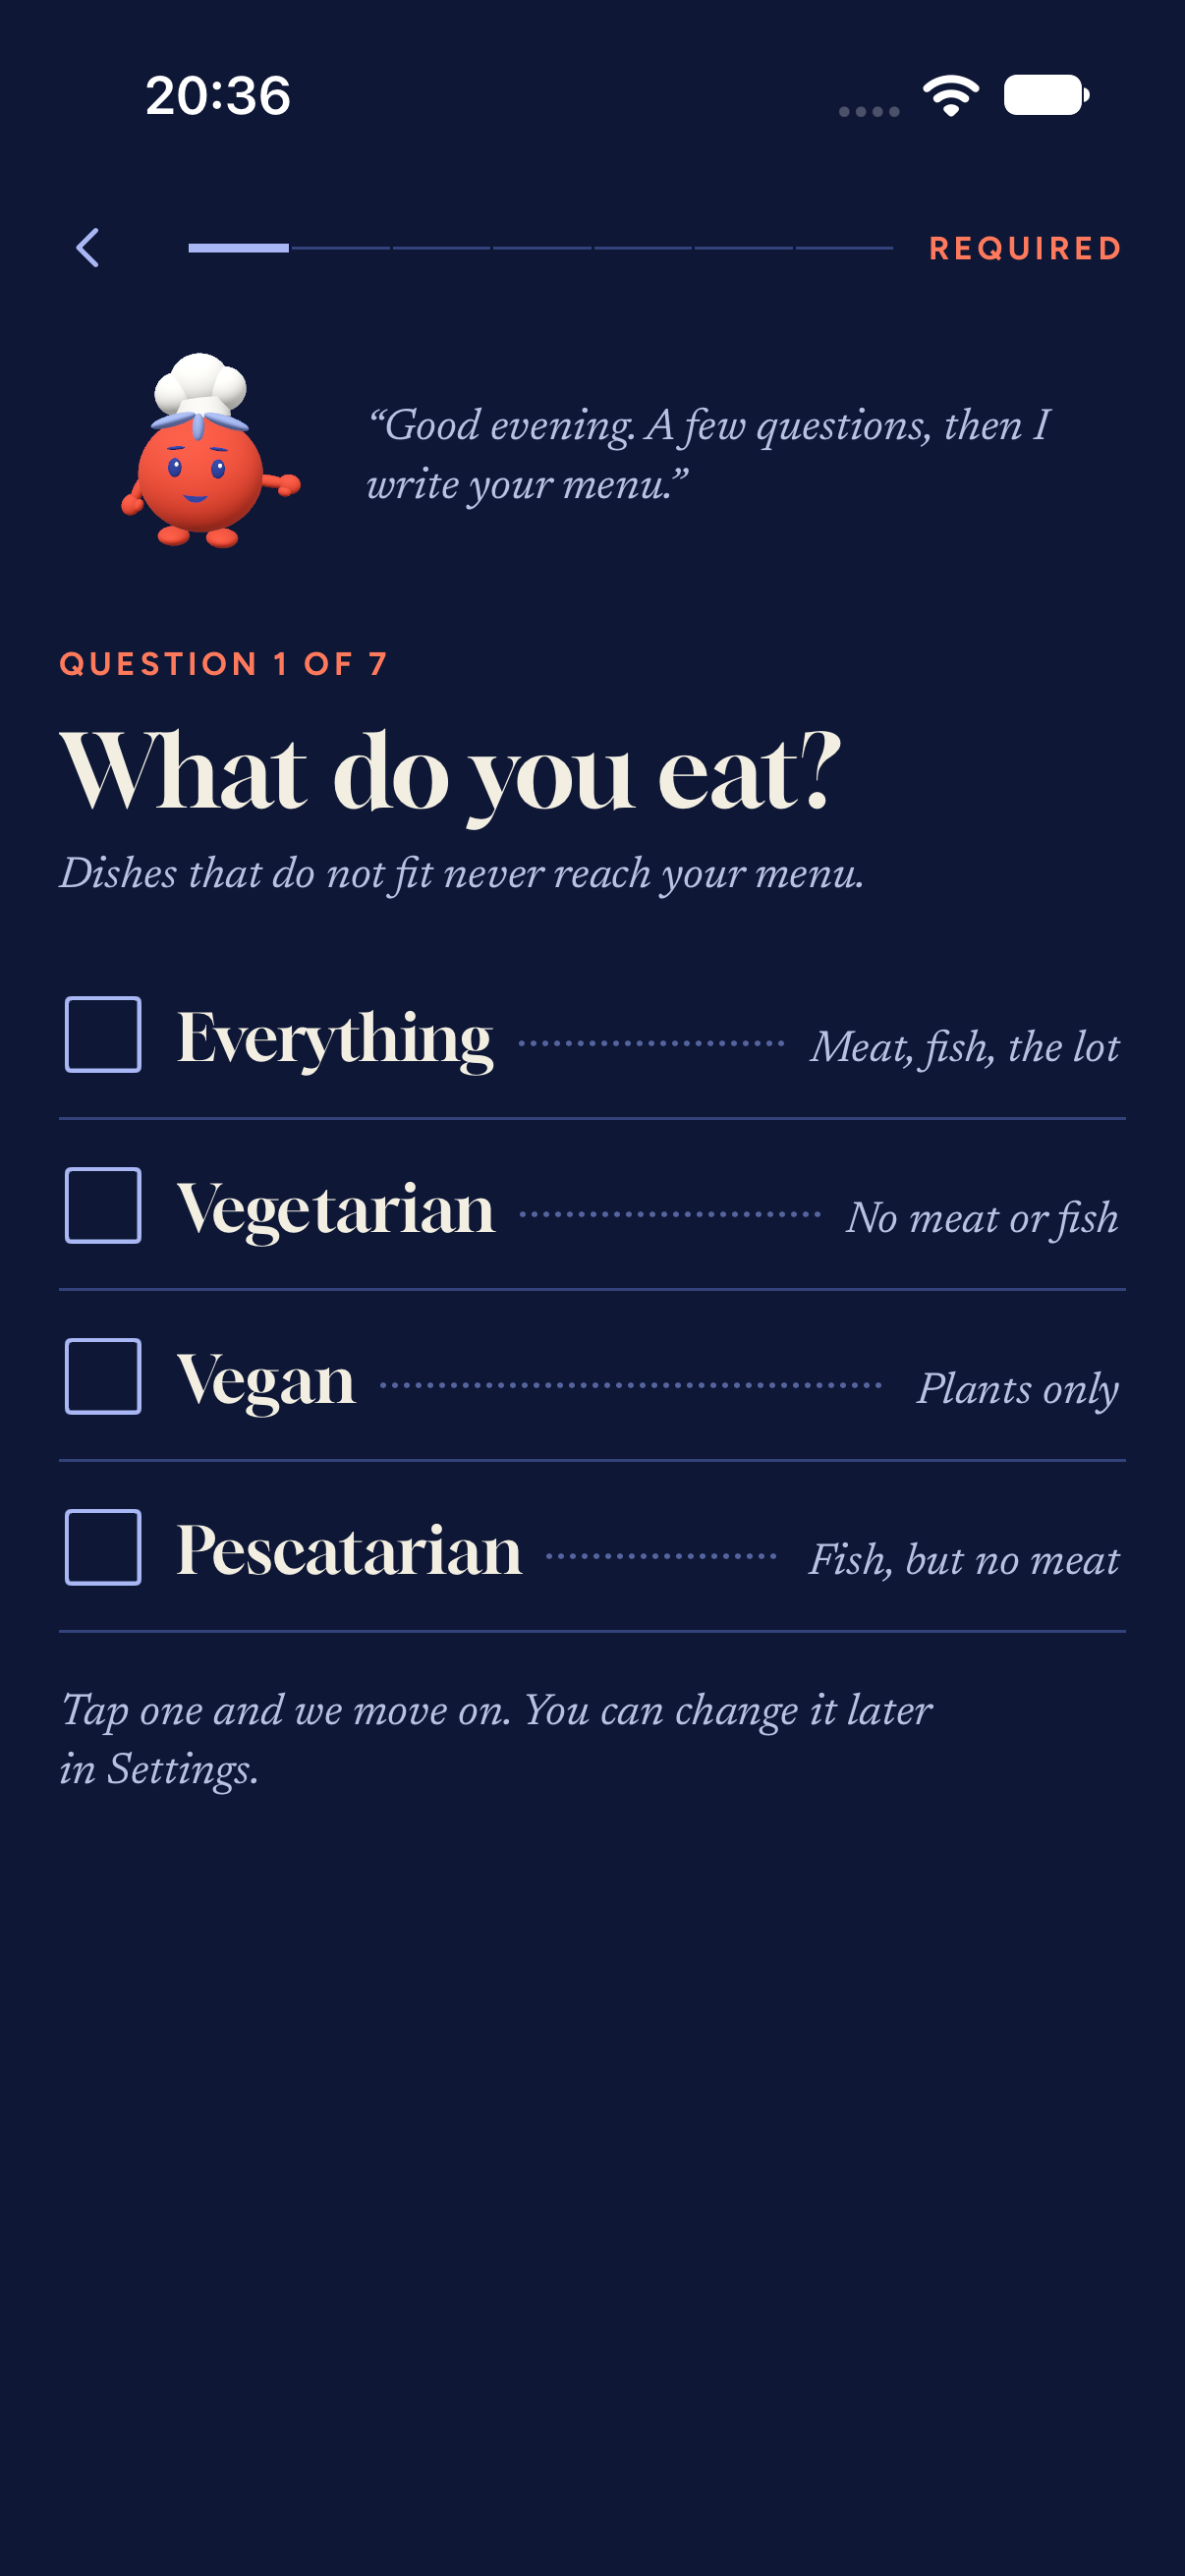 20:36
REQUIRED
“Good evening. A few questions, then I
write your menu.”
QUESTION 1 OF 7
What do you eat?
Dishes that do not fit never reach your menu.
Everything Meat, fish, the lot
Vegetarian No meat or fish
Vegan Plants only
Pescatarian Fish, but no meat
Tap one and we move on. You can change it later
in Settings.